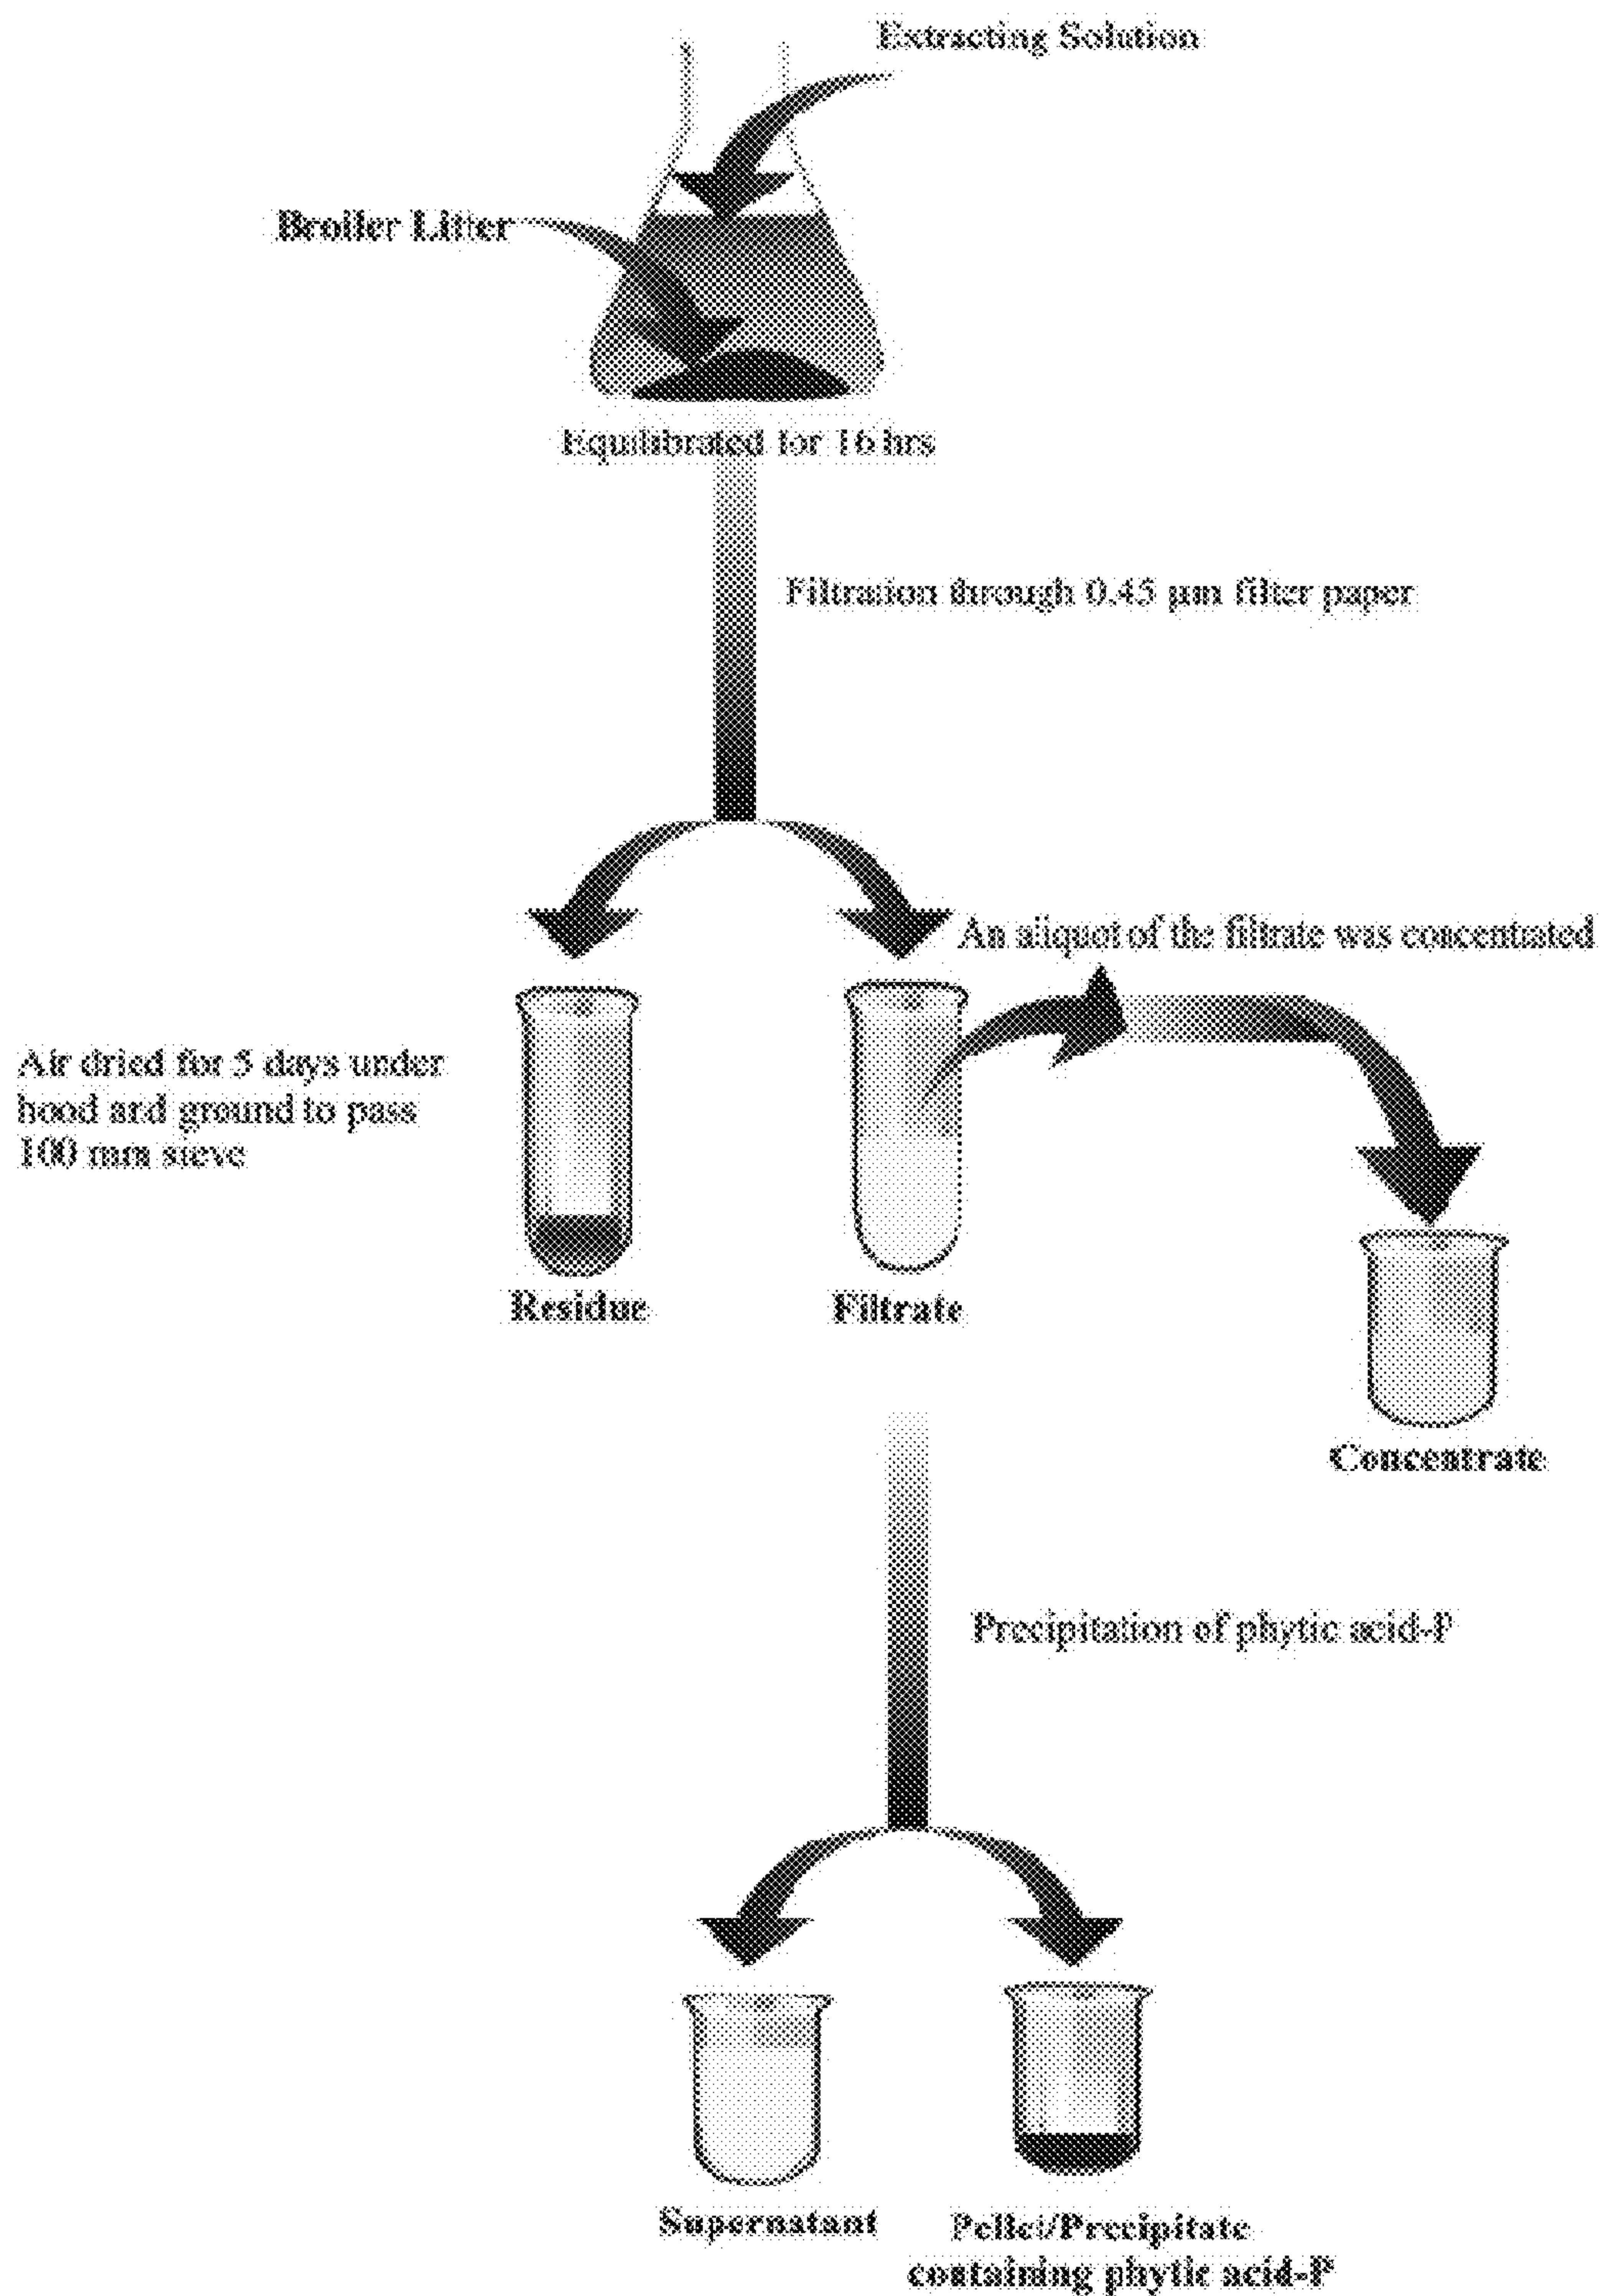 Extracting Solution
Broiler Litter
Equilibrated for 16 hrs
Filtration through 0.45 µm filter paper
An aliquot of the filtrate was concentrated
Air dried for 5 days under
hood and ground to pass
100 mm sieve
Residue
Filtrate
Concentrate
Precipitation of phytic acid-P
Supernatant
Pellet/Precipitate
containing phytic acid-P